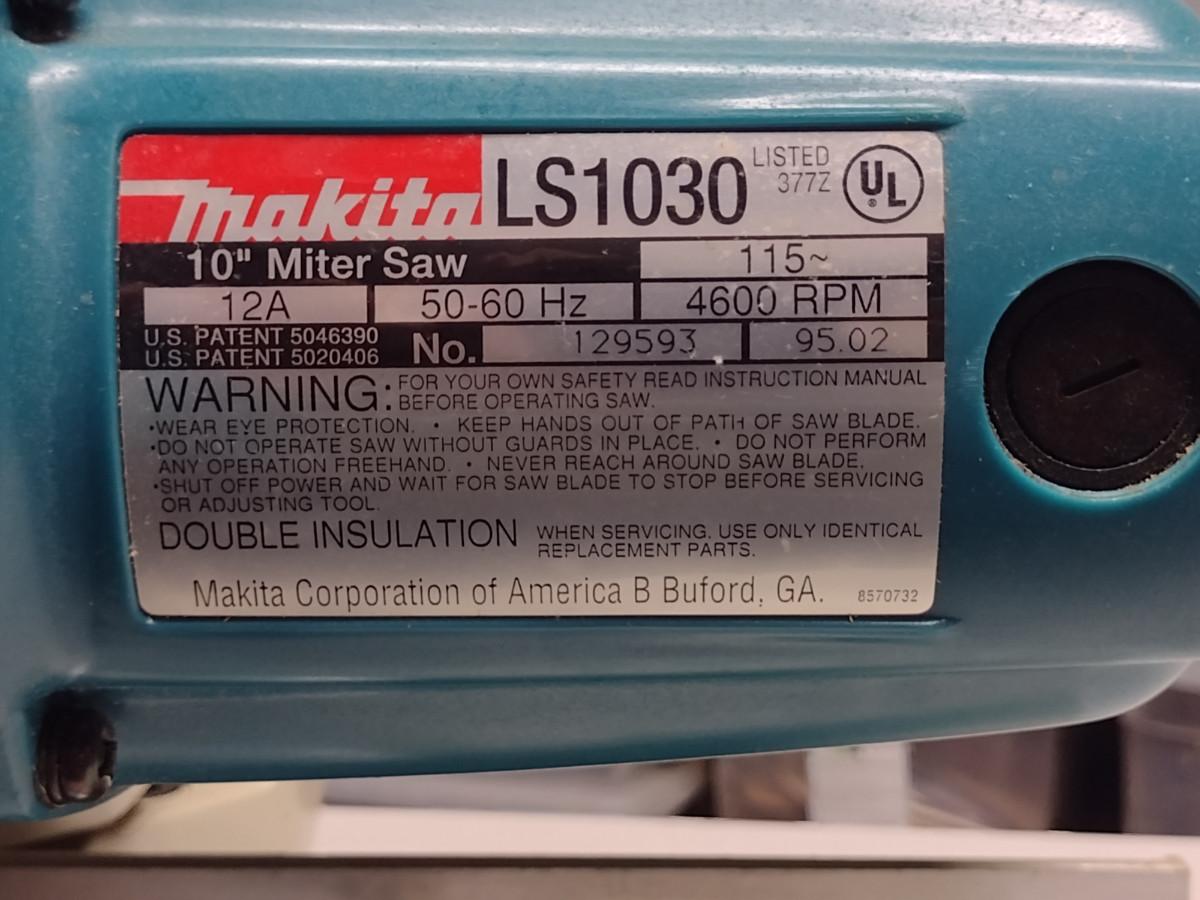 makita LS1030 LISTED 377Z UL ®
10" Miter Saw 115~
12A 50-60 Hz 4600 RPM
U.S. PATENT 5046390
U.S. PATENT 5020406 No. 129593 95.02
WARNING: FOR YOUR OWN SAFETY READ INSTRUCTION MANUAL
BEFORE OPERATING SAW.
•WEAR EYE PROTECTION. • KEEP HANDS OUT OF PATH OF SAW BLADE.
•DO NOT OPERATE SAW WITHOUT GUARDS IN PLACE. • DO NOT PERFORM
ANY OPERATION FREEHAND. • NEVER REACH AROUND SAW BLADE.
•SHUT OFF POWER AND WAIT FOR SAW BLADE TO STOP BEFORE SERVICING
OR ADJUSTING TOOL.
DOUBLE INSULATION WHEN SERVICING. USE ONLY IDENTICAL
REPLACEMENT PARTS.
Makita Corporation of America B Buford, GA. 8570732